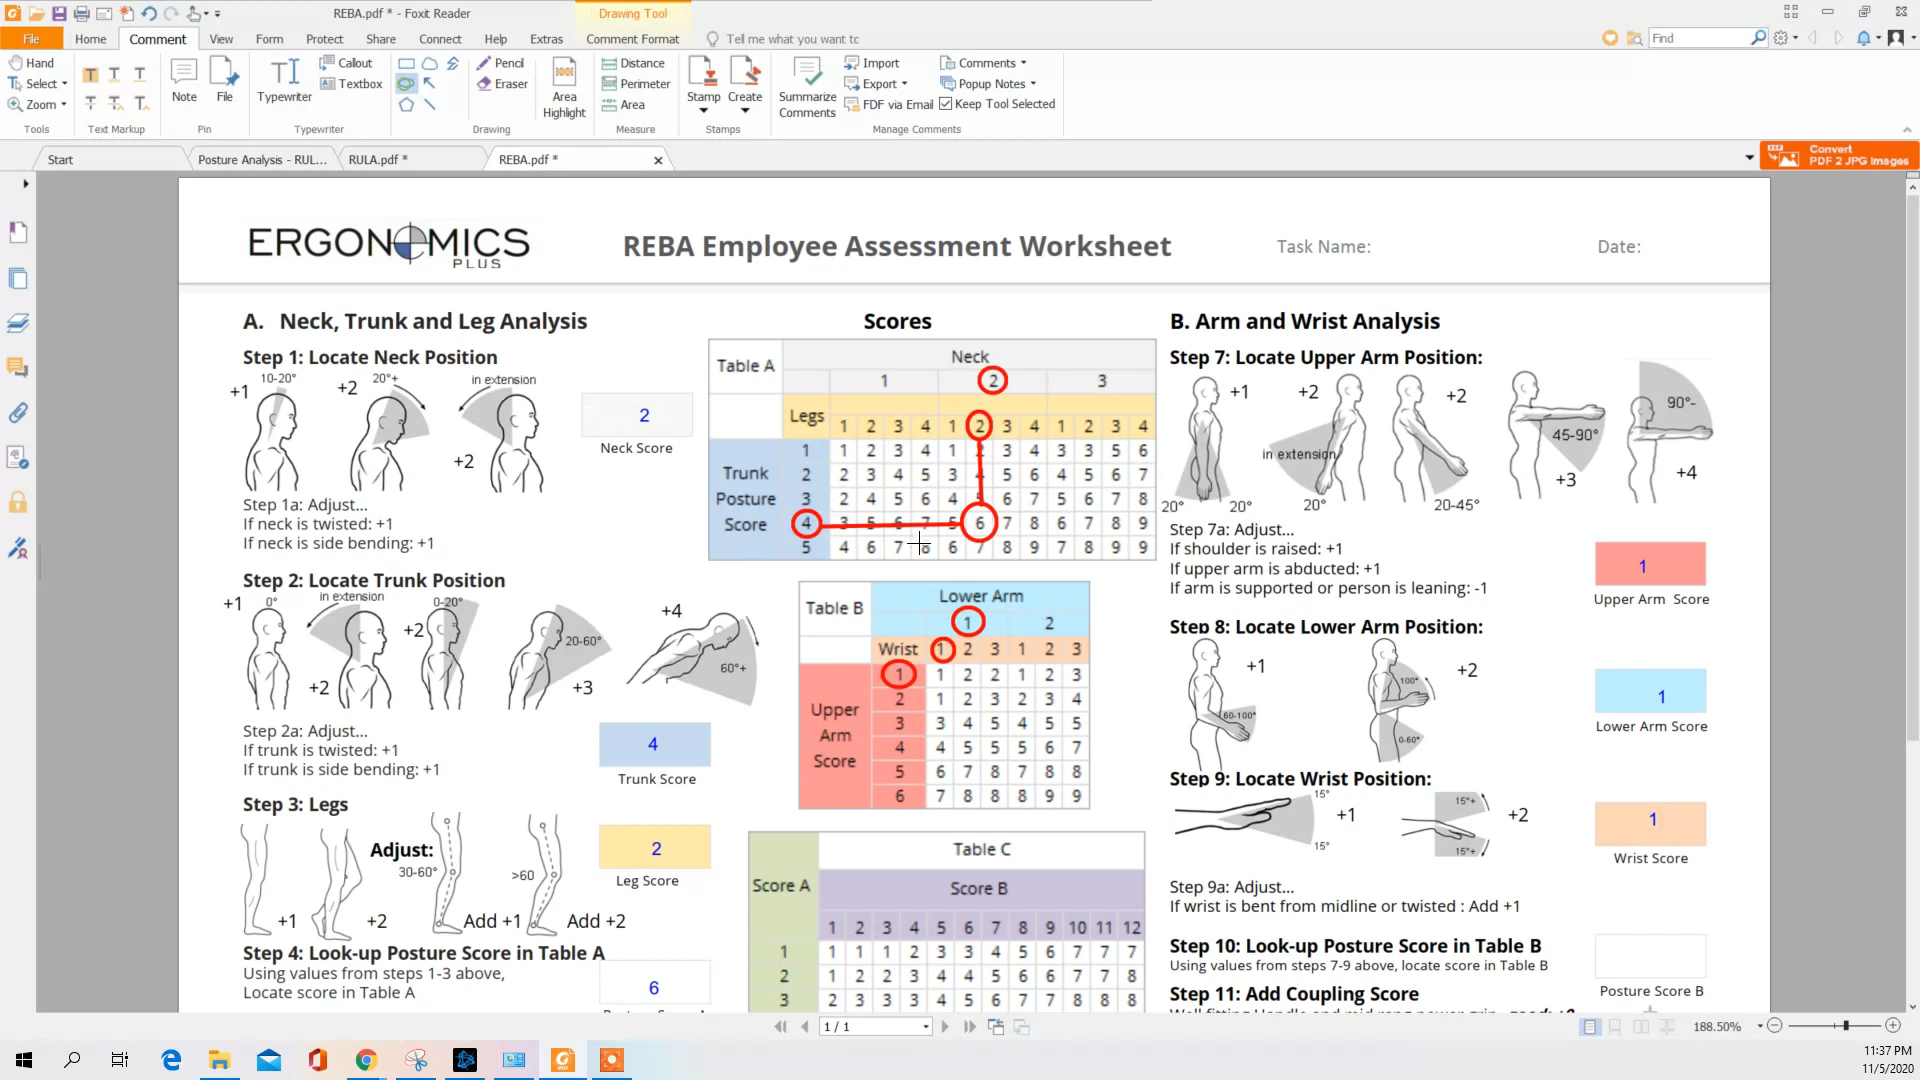 REBA.pdf * - Foxit Reader
Drawing Tool
File
Home
Comment
View
Form
Protect
Share
Connect
Help
Extras
Comment Format
Tell me what you want to
Find
Hand
Select
Zoom
Tools
Text Markup
Note
File
Pin
Typewriter
Callout
Textbox
Typewriter
Pencil
Eraser
Drawing
Area
Highlight
Distance
Perimeter
Area
Measure
Stamp
Create
Stamps
Summarize
Comments
Import
Export
FDF via Email
Comments
Popup Notes
Keep Tool Selected
Manage Comments
Start
Posture Analysis - RUL...
RULA.pdf *
REBA.pdf *
Convert
PDF 2 JPG Images
ERGONOMICS
PLUS
REBA Employee Assessment Worksheet
Task Name:
Date:
A. Neck, Trunk and Leg Analysis
Step 1: Locate Neck Position
+1 10-20° +2 20°+ in extension
+2
2
Neck Score
Step 1a: Adjust...
If neck is twisted: +1
If neck is side bending: +1
Step 2: Locate Trunk Position
+1 0° in extension +2 0-20° +4
20-60° 60°+
+2 +3
Step 2a: Adjust...
If trunk is twisted: +1
If trunk is side bending: +1
4
Trunk Score
Step 3: Legs
Adjust:
30-60° >60
+1 +2 Add +1 Add +2
2
Leg Score
Step 4: Look-up Posture Score in Table A
Using values from steps 1-3 above,
Locate score in Table A
6
Scores
Table A Neck
1 2 3
Legs 1 2 3 4 1 2 3 4 1 2 3 4
Trunk
Posture
Score
1 1 2 3 4 1 2 3 4 3 3 5 6
2 2 3 4 5 3 4 5 6 4 5 6 7
3 2 4 5 6 4 5 6 7 5 6 7 8
4 3 5 6 7 5 6 7 8 6 7 8 9
5 4 6 7 8 6 7 8 9 7 8 9 9
Table B Lower Arm
1 2
Wrist 1 2 3 1 2 3
Upper
Arm
Score
1 1 2 2 1 2 3
2 1 2 3 2 3 4
3 3 4 5 4 5 5
4 4 5 5 5 6 7
5 6 7 8 7 8 8
6 7 8 8 8 9 9
Table C
Score A Score B
1 2 3 4 5 6 7 8 9 10 11 12
1 1 1 1 2 3 3 4 5 6 7 7 7
2 1 2 2 3 4 4 5 6 6 7 7 8
3 2 3 3 3 4 5 6 7 7 8 8 8
B. Arm and Wrist Analysis
Step 7: Locate Upper Arm Position:
+1 +2 +2 90°-
in extension 45-90°
+3 +4
20° 20° 20° 20-45°
Step 7a: Adjust...
If shoulder is raised: +1
If upper arm is abducted: +1
If arm is supported or person is leaning: -1
1
Upper Arm Score
Step 8: Locate Lower Arm Position:
+1 +2
60-100° 100° 0-60°
1
Lower Arm Score
Step 9: Locate Wrist Position:
15° +1 15°+ +2
15° 15°+
1
Wrist Score
Step 9a: Adjust...
If wrist is bent from midline or twisted : Add +1
Step 10: Look-up Posture Score in Table B
Using values from steps 7-9 above, locate score in Table B
Posture Score B
Step 11: Add Coupling Score
1 / 1
188.50%
11:37 PM
11/5/2020